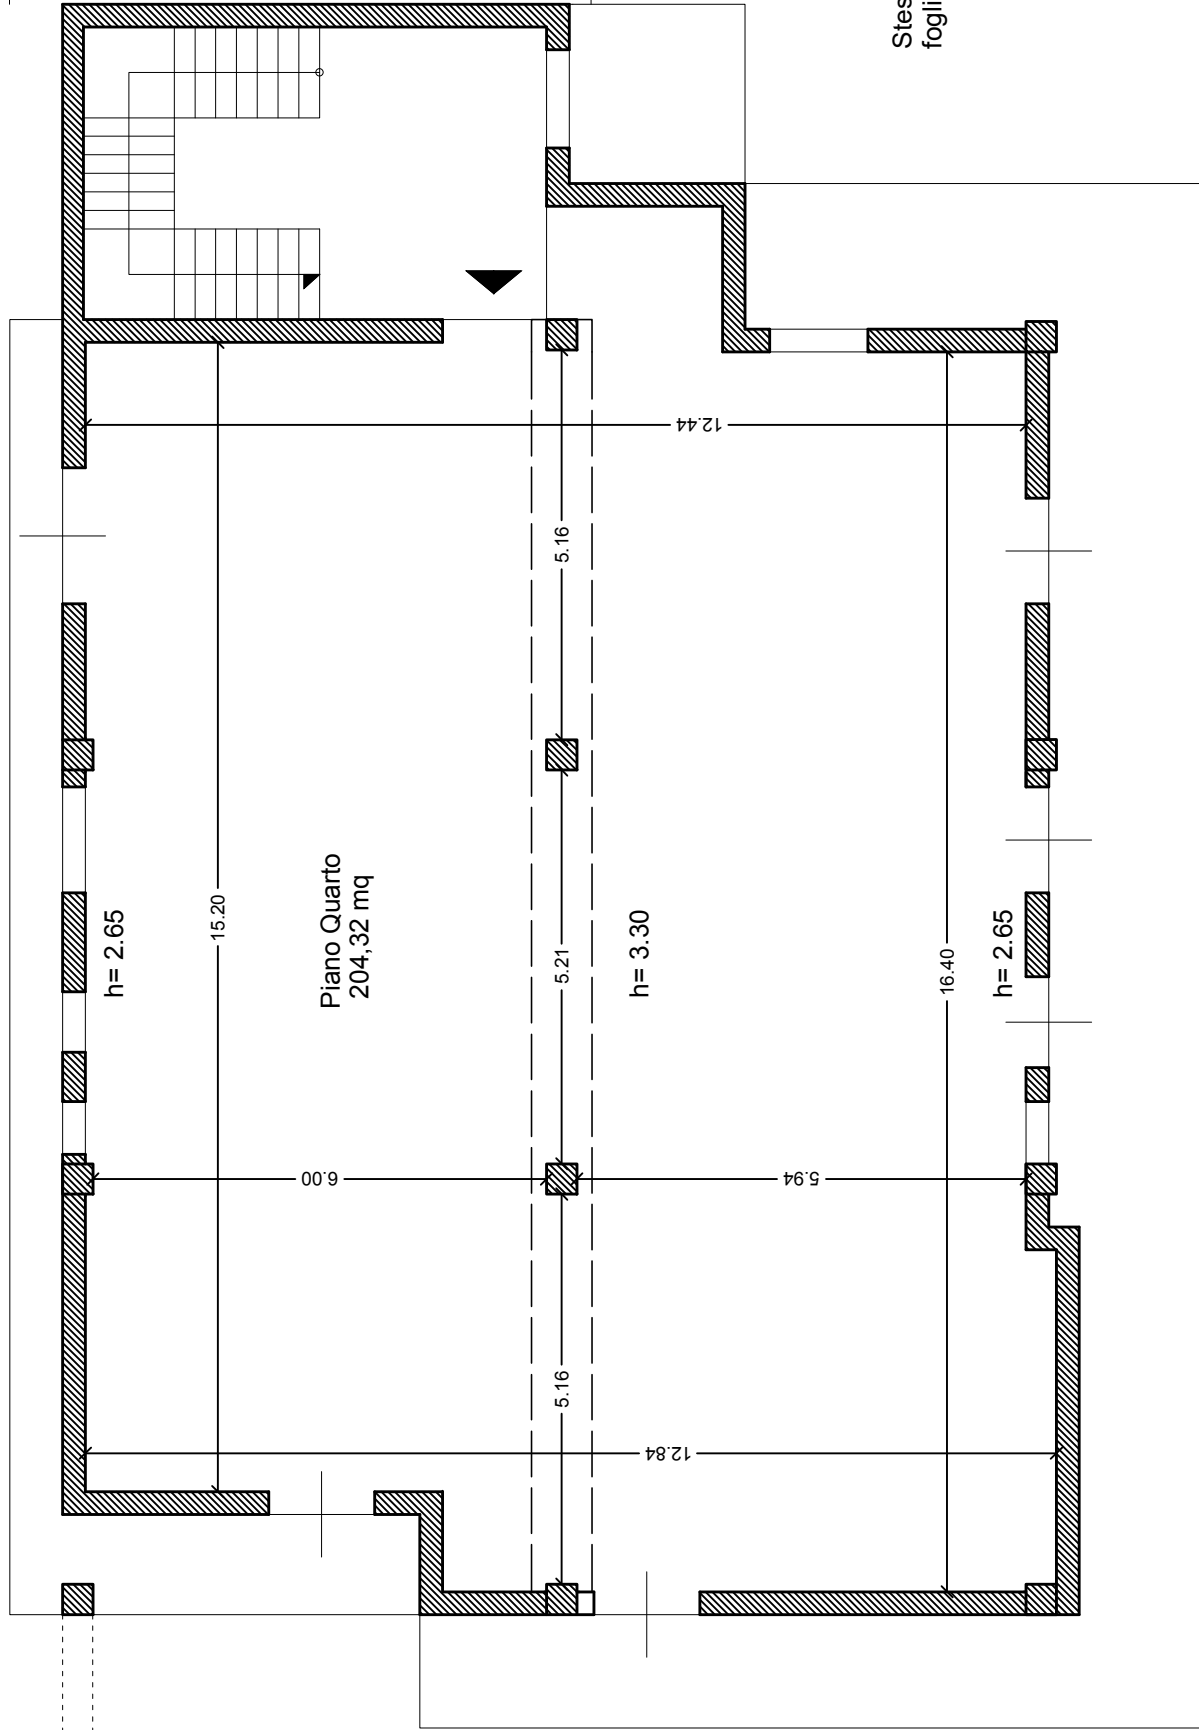 Stes
fogli
12.44
5.16
15.20
Piano Quarto
204,32 mq
h= 2.65
5.21
h= 3.30
16.40
h= 2.65
6.00
5.94
5.16
12.84